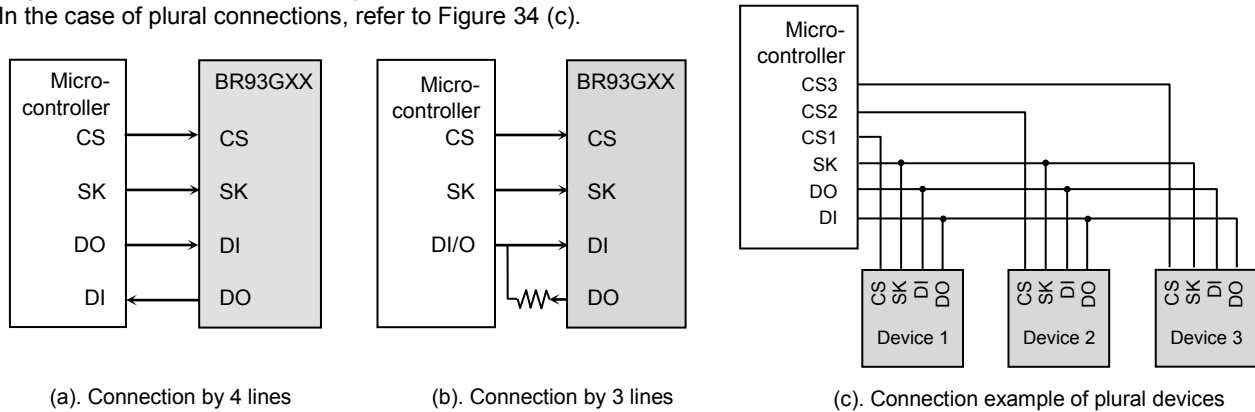 In the case of plural connections, refer to Figure 34 (c).
Micro-
controller
CS
SK
DO
DI
BR93GXX
CS
SK
DI
DO
(a). Connection by 4 lines
Micro-
controller
CS
SK
DI/O
BR93GXX
CS
SK
DI
DO
(b). Connection by 3 lines
Micro-
controller
CS3
CS2
CS1
SK
DO
DI
CS
SK
DI
DO
Device 1
CS
SK
DI
DO
Device 2
CS
SK
DI
DO
Device 3
(c). Connection example of plural devices